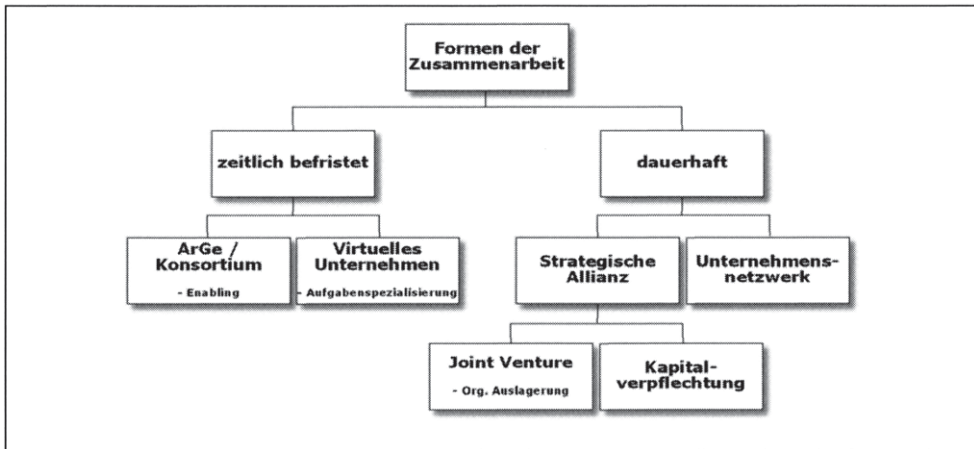 Formen der
Zusammenarbeit
zeitlich befristet
dauerhaft
ArGe /
Konsortium
- Enabling
Virtuelles
Unternehmen
- Aufgabenspezialisierung
Strategische
Allianz
Unternehmens-
netzwerk
Joint Venture
- Org. Auslagerung
Kapital-
verpflechtung